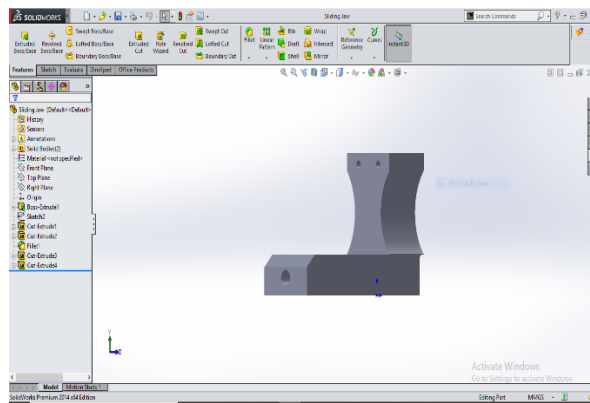 SOLIDWORKS
Sliding Jaw
Search Commands
Extruded Boss/Base
Revolved Boss/Base
Swept Boss/Base
Lofted Boss/Base
Boundary Boss/Base
Extruded Cut
Hole Wizard
Revolved Cut
Swept Cut
Lofted Cut
Boundary Cut
Fillet
Linear Pattern
Rib
Draft
Shell
Wrap
Intersect
Mirror
Reference Geometry
Curves
Instant3D
Features
Sketch
Evaluate
DimXpert
Office Products
Sliding Jaw (Default<<Default>
History
Sensors
Annotations
Solid Bodies(2)
Material <not specified>
Front Plane
Top Plane
Right Plane
Origin
Boss-Extrude1
Sketch2
Cut-Extrude1
Cut-Extrude2
Fillet1
Cut-Extrude3
Cut-Extrude4
Y
Activate Windows
Go to Settings to activate Windows.
Model
Motion Study 1
SolidWorks Premium 2014 x64 Edition
Editing Part
MMGS